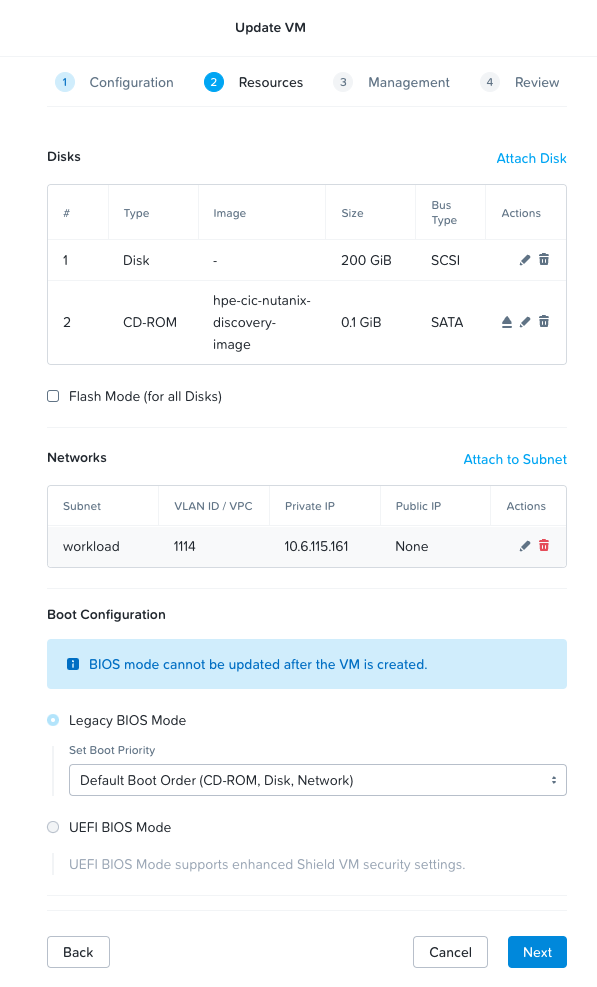 Update VM
1 Configuration 2 Resources 3 Management 4 Review
Disks Attach Disk
# Type Image Size Bus Type Actions
1 Disk - 200 GiB SCSI
2 CD-ROM hpe-cic-nutanix-discovery-image 0.1 GiB SATA
Flash Mode (for all Disks)
Networks Attach to Subnet
Subnet VLAN ID / VPC Private IP Public IP Actions
workload 1114 10.6.115.161 None
Boot Configuration
BIOS mode cannot be updated after the VM is created.
Legacy BIOS Mode
Set Boot Priority
Default Boot Order (CD-ROM, Disk, Network)
UEFI BIOS Mode
UEFI BIOS Mode supports enhanced Shield VM security settings.
Back Cancel Next